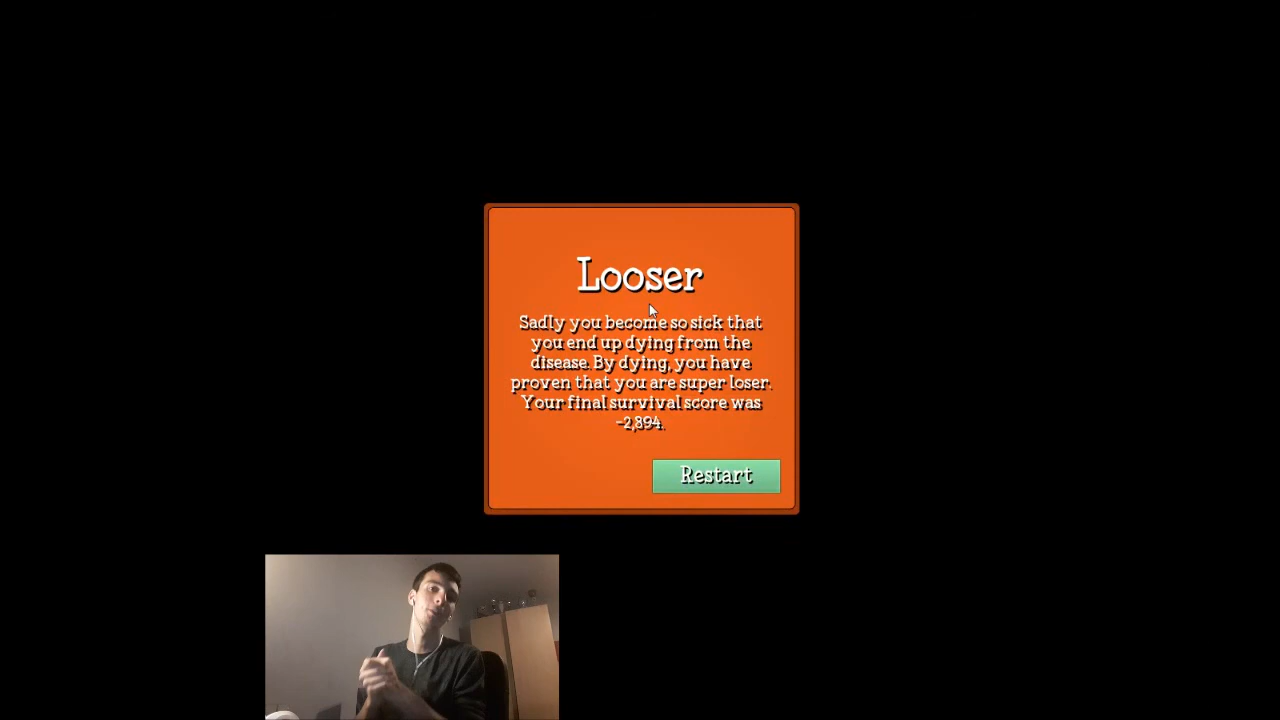 Looser
Sadly you become so sick that
you end up dying from the
disease. By dying, you have
proven that you are super loser.
Your final survival score was
-2,894.
Restart